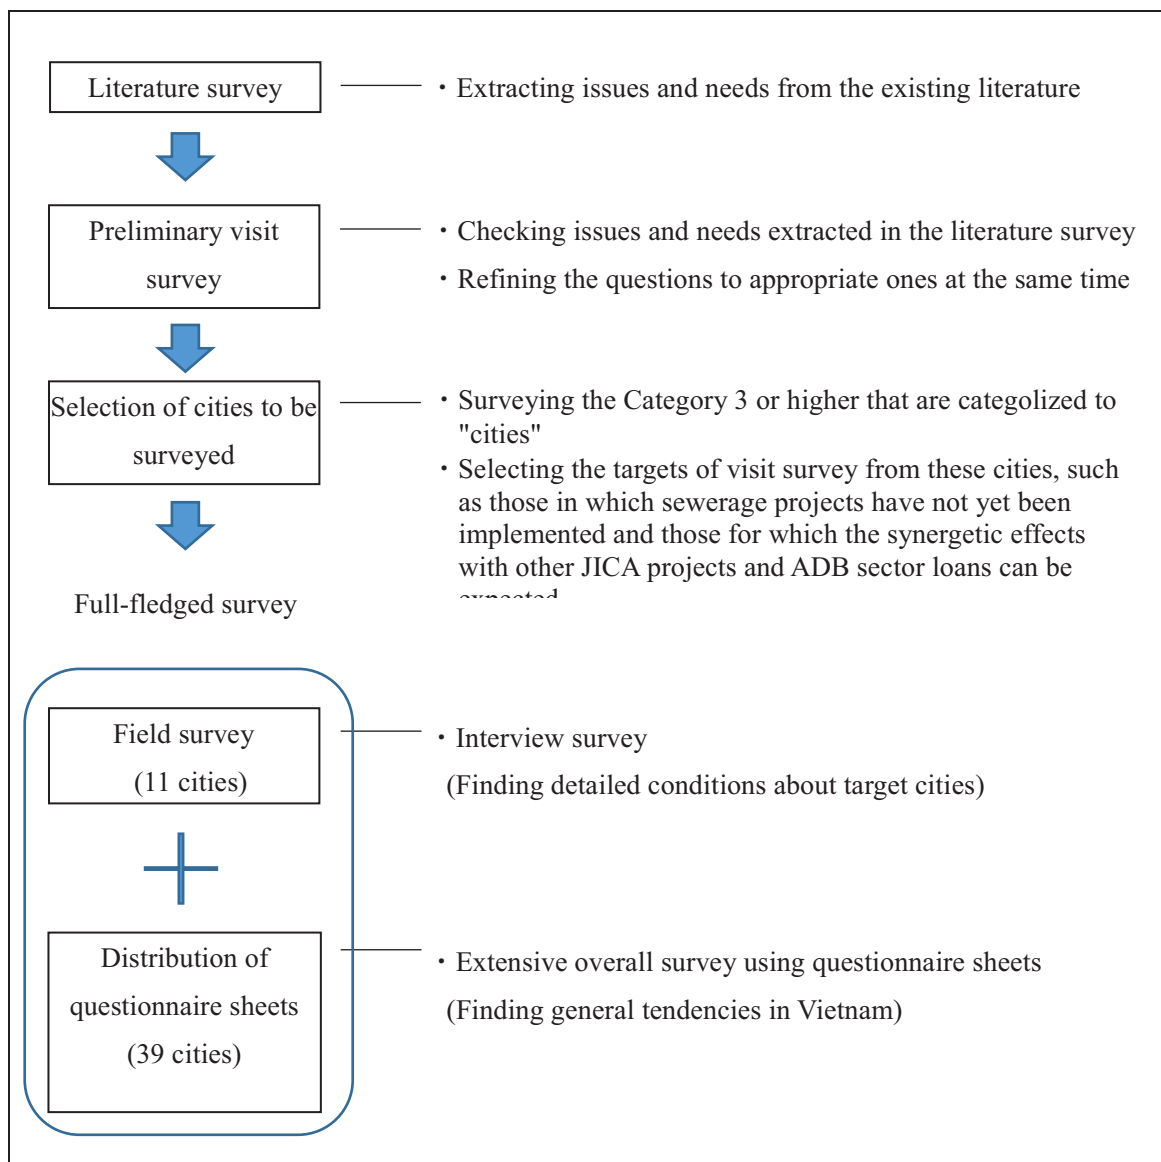 Literature survey
・Extracting issues and needs from the existing literature
Preliminary visit
survey
・Checking issues and needs extracted in the literature survey
・Refining the questions to appropriate ones at the same time
Selection of cities to be
surveyed
・Surveying the Category 3 or higher that are categolized to
"cities"
・Selecting the targets of visit survey from these cities, such
as those in which sewerage projects have not yet been
implemented and those for which the synergetic effects
with other JICA projects and ADB sector loans can be
expected
Full-fledged survey
Field survey
(11 cities)
・Interview survey
(Finding detailed conditions about target cities)
Distribution of
questionnaire sheets
(39 cities)
・Extensive overall survey using questionnaire sheets
(Finding general tendencies in Vietnam)